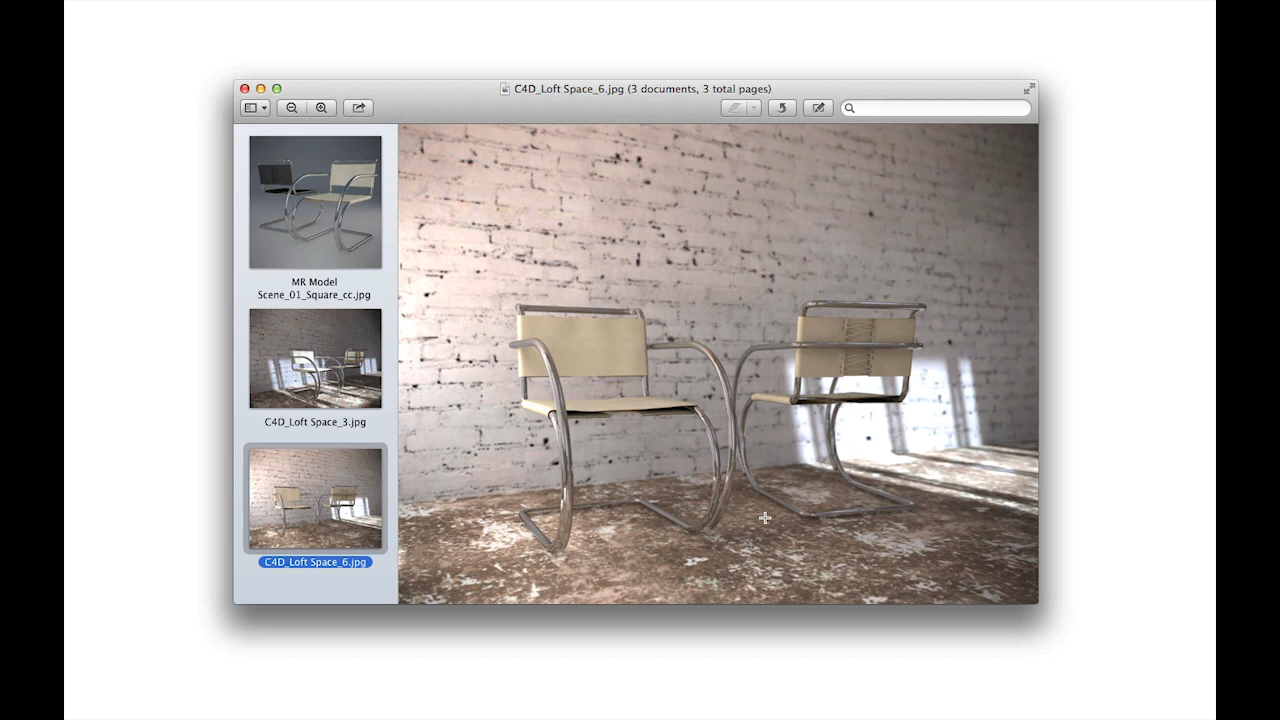 C4D_Loft Space_6.jpg (3 documents, 3 total pages)
MR Model
Scene_01_Square_cc.jpg
C4D_Loft Space_3.jpg
C4D_Loft Space_6.jpg